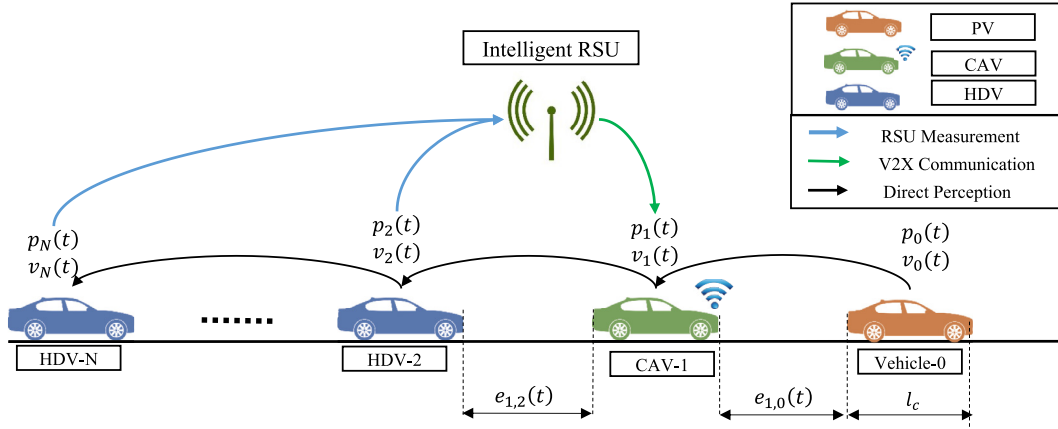 Intelligent RSU
PV
CAV
HDV
RSU Measurement
V2X Communication
Direct Perception
p_N(t)
v_N(t)
p_2(t)
v_2(t)
p_1(t)
v_1(t)
p_0(t)
v_0(t)
HDV-N
HDV-2
CAV-1
Vehicle-0
e_{1,2}(t)
e_{1,0}(t)
l_c